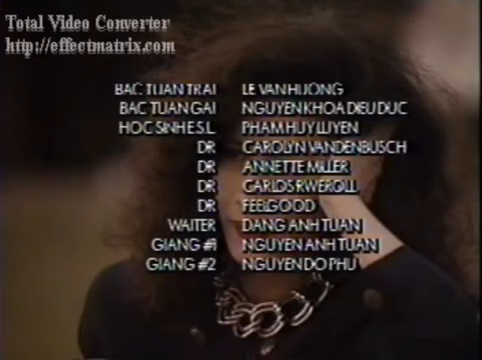 Total Video Converter
http://effectmatrix.com
BAC TUAN TRAI LE VAN HUONG
BAC TUAN GAI NGUYEN KHOA DIEU DUC
HOC SINH E.S.L. PHAM HUY LUYEN
DR CAROLYN VANDENBUSCH
DR ANNETTE MILLER
DR CARLOS RWEROLL
DR FEELGOOD
WAITER DANG ANH TUAN
GIANG #1 NGUYEN ANH TUAN
GIANG #2 NGUYEN DO PHU